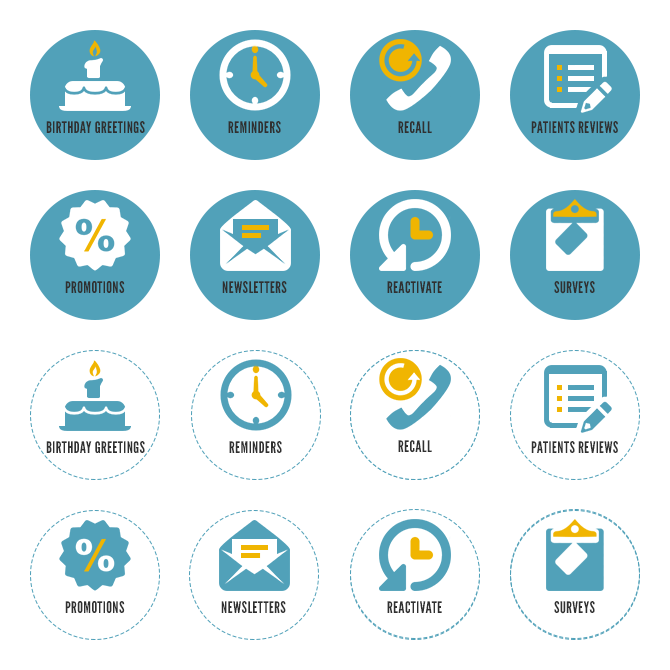 BIRTHDAY GREETINGS
REMINDERS
RECALL
PATIENTS REVIEWS
%
PROMOTIONS
NEWSLETTERS
REACTIVATE
SURVEYS
BIRTHDAY GREETINGS
REMINDERS
RECALL
PATIENTS REVIEWS
%
PROMOTIONS
NEWSLETTERS
REACTIVATE
SURVEYS